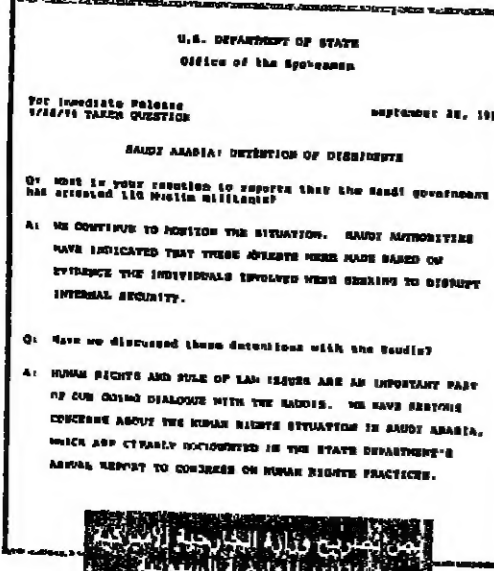 U.S. DEPARTMENT OF STATE
Office of the Spokesman
For Immediate Release
TAKEN QUESTION
September
SAUDI ARABIA: DETENTION OF DISSIDENTS
Q: What is your reaction to reports that the Saudi government
has arrested 110 Muslim militants?
A: WE CONTINUE TO MONITOR THE SITUATION. SAUDI AUTHORITIES
HAVE INDICATED THAT THESE ARRESTS WERE MADE BASED ON
EVIDENCE THE INDIVIDUALS INVOLVED WERE SEEKING TO DISRUPT
INTERNAL SECURITY.
Q: Have we discussed these detentions with the Saudis?
A: HUMAN RIGHTS AND RULE OF LAW ISSUES ARE AN IMPORTANT PART
OF OUR GOING DIALOGUE WITH THE SAUDIS. WE HAVE SERIOUS
CONCERNS ABOUT THE HUMAN RIGHTS SITUATION IN SAUDI ARABIA,
WHICH ARE CLEARLY DOCUMENTED IN THE STATE DEPARTMENT'S
ANNUAL REPORT TO CONGRESS ON HUMAN RIGHTS PRACTICES.
وزارة الخارجية الأميركية